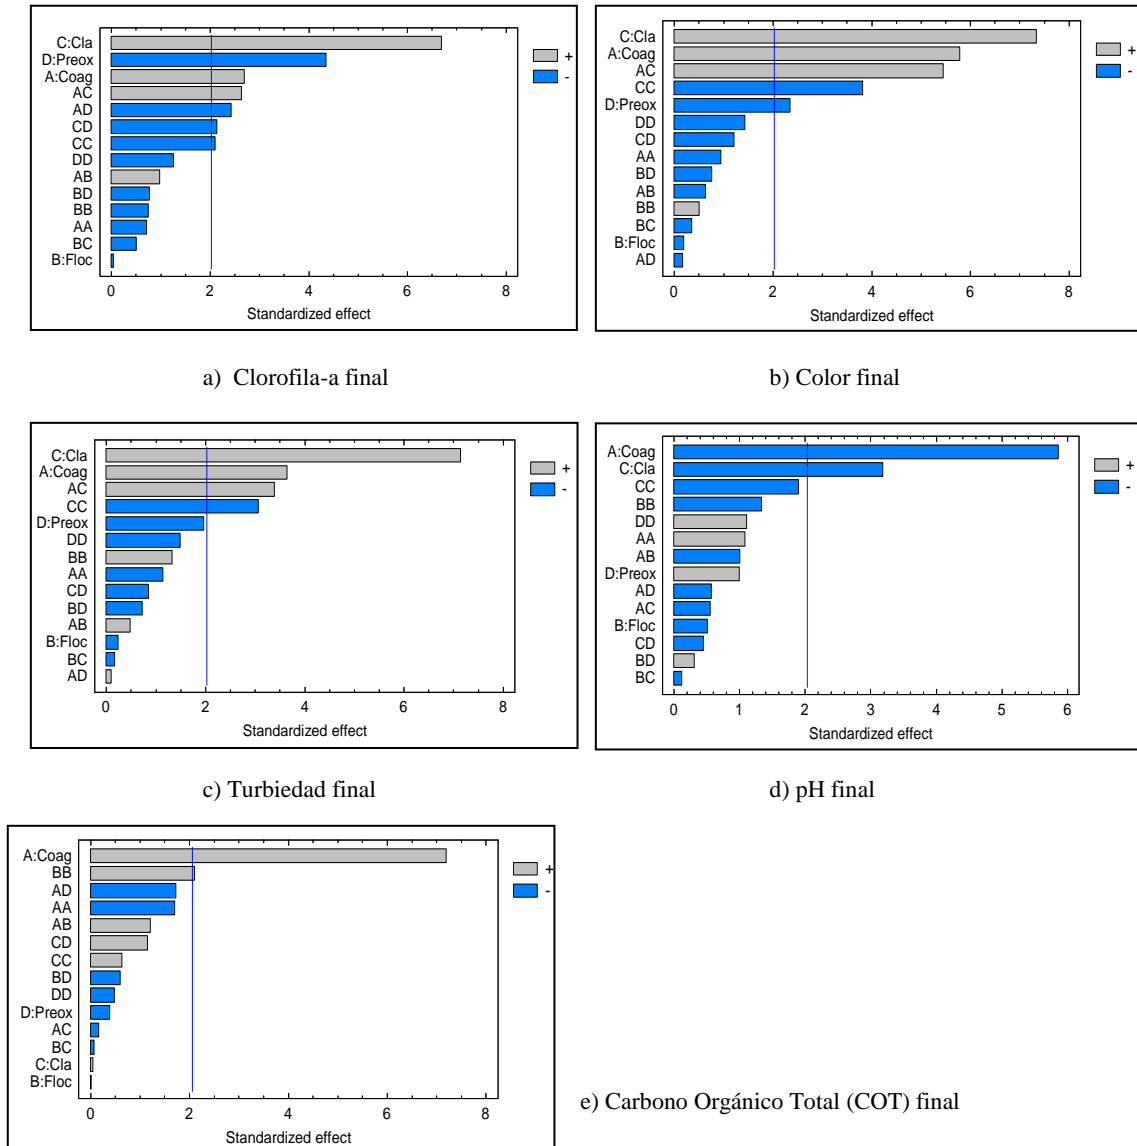 C:Cla
D:Preox
A:Coag
AC
AD
CD
CC
DD
AB
BD
BB
AA
BC
B:Floc
0 2 4 6 8
Standardized effect
+
-
a) Clorofila-a final
C:Cla
A:Coag
AC
CC
D:Preox
DD
CD
AA
BD
AB
BB
BC
B:Floc
AD
0 2 4 6 8
Standardized effect
+
-
b) Color final
C:Cla
A:Coag
AC
CC
D:Preox
DD
BB
AA
CD
BD
AB
B:Floc
BC
AD
0 2 4 6 8
Standardized effect
+
-
c) Turbiedad final
A:Coag
C:Cla
CC
BB
DD
AA
AB
D:Preox
AD
AC
B:Floc
CD
BD
BC
0 1 2 3 4 5 6
Standardized effect
+
-
d) pH final
A:Coag
BB
AD
AA
AB
CD
CC
BD
DD
D:Preox
AC
BC
C:Cla
B:Floc
0 2 4 6 8
Standardized effect
+
-
e) Carbono Orgánico Total (COT) final